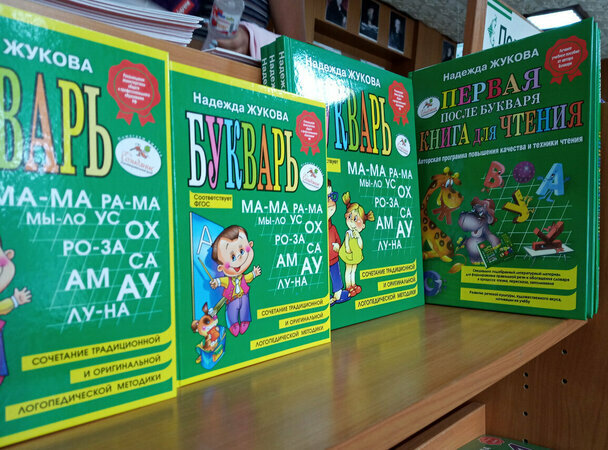 ЖУКОВА
ВАРЬ
МА-МА РА-МА
МЫ-ЛО УС ОХ
РО-ЗА СА
АМ АУ
ЛУ-НА
СОЧЕТАНИЕ ТРАДИЦИОННОЙ
И ОРИГИНАЛЬНОЙ
ЛОГОПЕДИЧЕСКОЙ МЕТОДИКИ
Надежда ЖУКОВА
БУКВАРЬ
Соответствует
ФГОС
МА-МА РА-МА
МЫ-ЛО УС ОХ
РО-ЗА СА
АМ АУ
ЛУ-НА
СОЧЕТАНИЕ ТРАДИЦИОННОЙ
И ОРИГИНАЛЬНОЙ
ЛОГОПЕДИЧЕСКОЙ МЕТОДИКИ
ЖУКОВА
КВАРЬ
МА-МА РА-МА
МЫ-ЛО УС ОХ
РО-ЗА СА
АМ АУ
ЛУ-НА
СОЧЕТАНИЕ ТРАДИЦИОННОЙ
И ОРИГИНАЛЬНОЙ
ЛОГОПЕДИЧЕСКОЙ МЕТОДИКИ
Надежда ЖУКОВА
ПЕРВАЯ
ПОСЛЕ БУКВАРЯ
КНИГА для ЧТЕНИЯ
Авторская программа повышения качества и техники чтения
Б У А